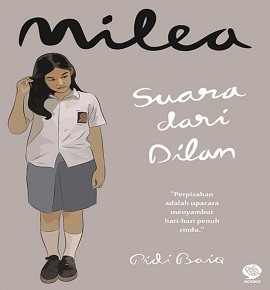 milea
Suara
dari
Dilan
"Perpisahan
adalah upacara
menyambut
hari-hari penuh
rindu."
Pidi Baiq